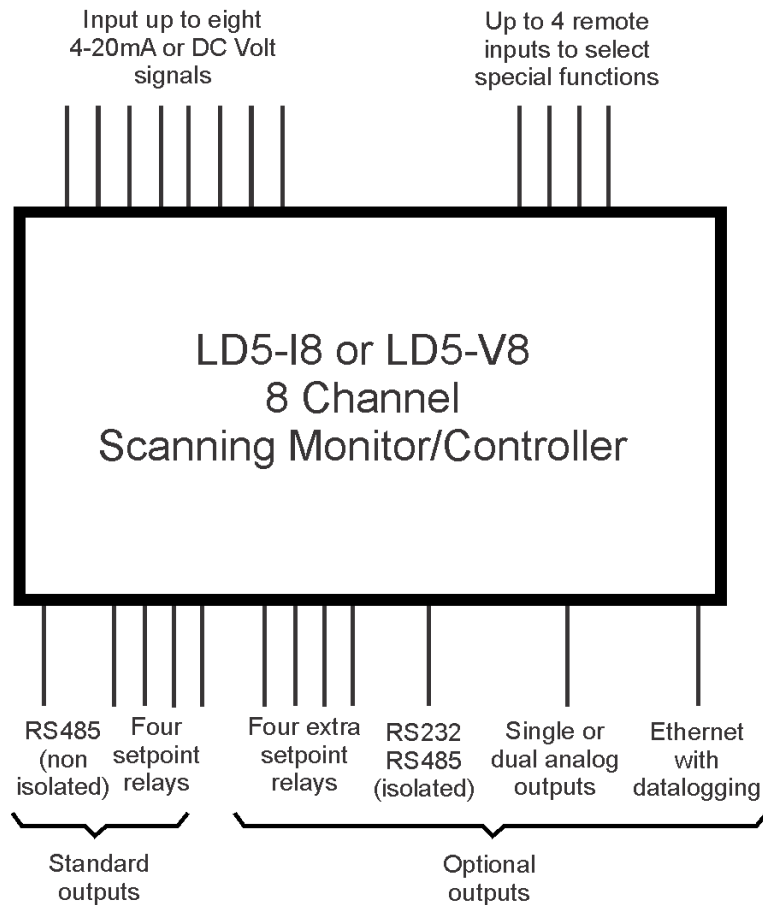 Input up to eight
4-20mA or DC Volt
signals
Up to 4 remote
inputs to select
special functions
LD5-I8 or LD5-V8
8 Channel
Scanning Monitor/Controller
RS485
(non
isolated)
Four
setpoint
relays
Four extra
setpoint
relays
RS232
RS485
(isolated)
Single or
dual analog
outputs
Ethernet
with
datalogging
Standard
outputs
Optional
outputs